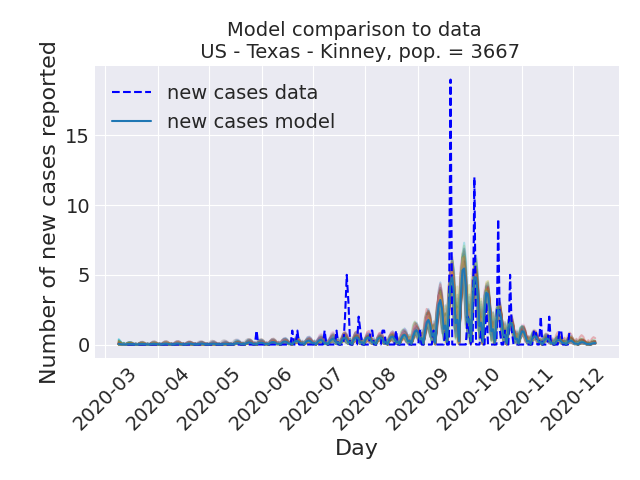 Model comparison to data
US - Texas - Kinney, pop. = 3667
Number of new cases reported
new cases data
new cases model
15
10
5
0
2020-03
2020-04
2020-05
2020-06
2020-07
2020-08
2020-09
2020-10
2020-11
2020-12
Day